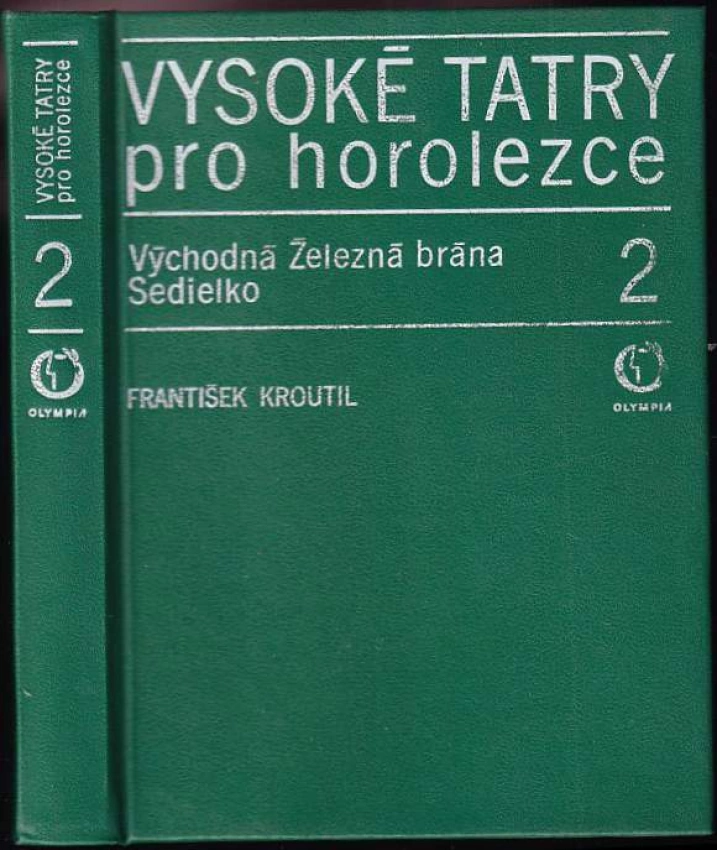 VYSOKÉ TATRY
pro horolezce
2
OLYMPIA
VYSOKÉ TATRY
pro horolezce
Východná Železná brána
Sedielko
2
FRANTIŠEK KROUTIL
OLYMPIA